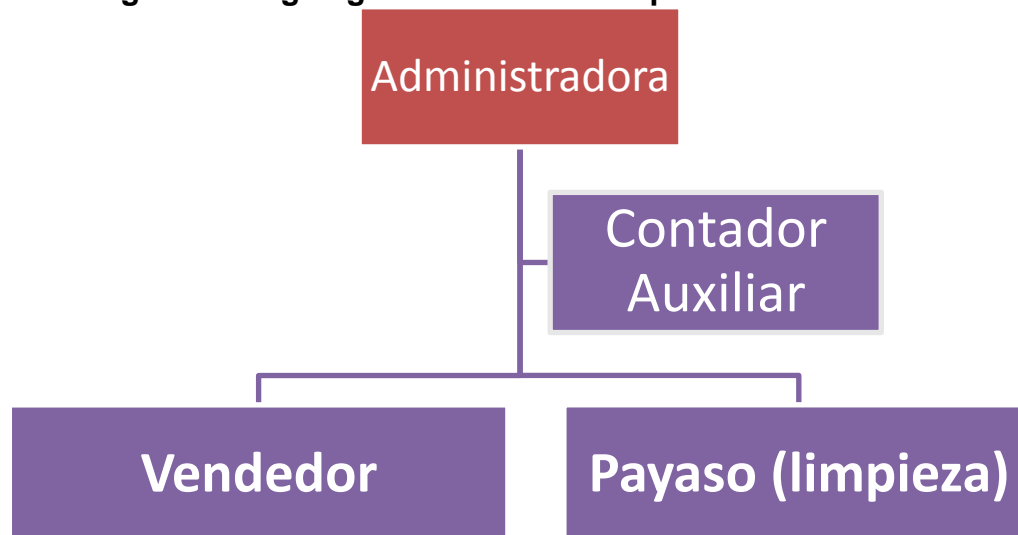 Administradora
Contador
Auxiliar
Vendedor
Payaso (limpieza)